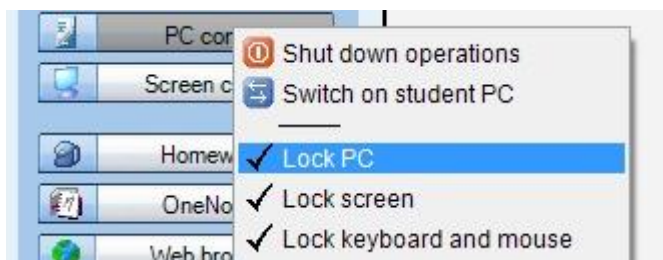 PC con
Shut down operations
Screen c
Switch on student PC
Homew
Lock PC
OneNo
Lock screen
Web bro
Lock keyboard and mouse